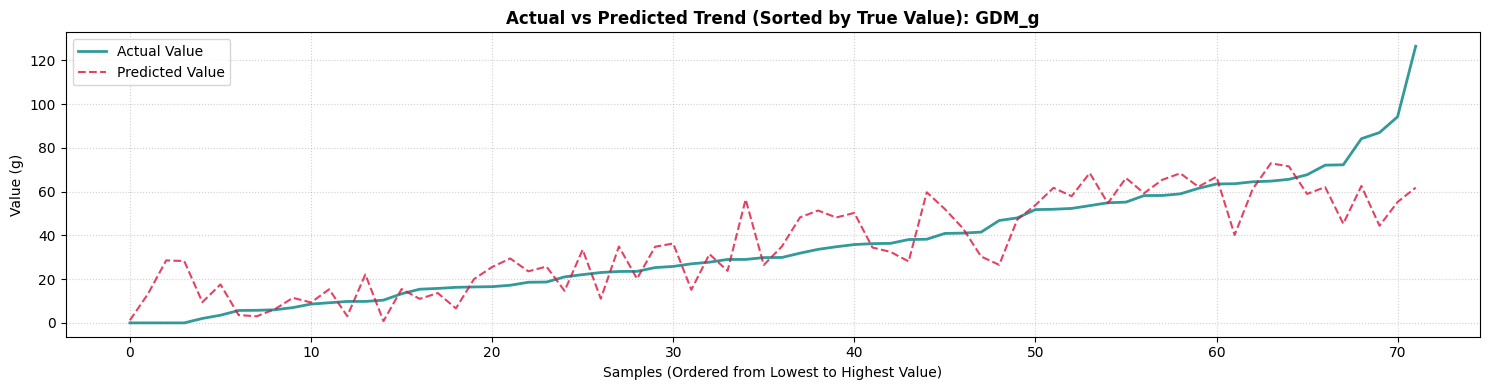 Actual vs Predicted Trend (Sorted by True Value): GDM_g
Actual Value
Predicted Value
Value (g)
120
100
80
60
40
20
0
0 10 20 30 40 50 60 70
Samples (Ordered from Lowest to Highest Value)